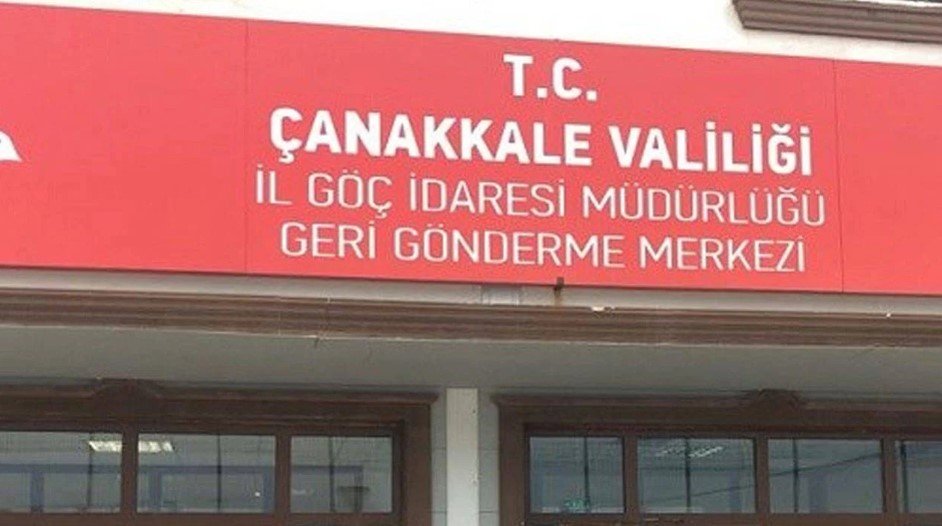 T.C.
ÇANAKKALE VALİLİĞİ
İL GÖÇ İDARESİ MÜDÜRLÜĞÜ
GERİ GÖNDERME MERKEZİ